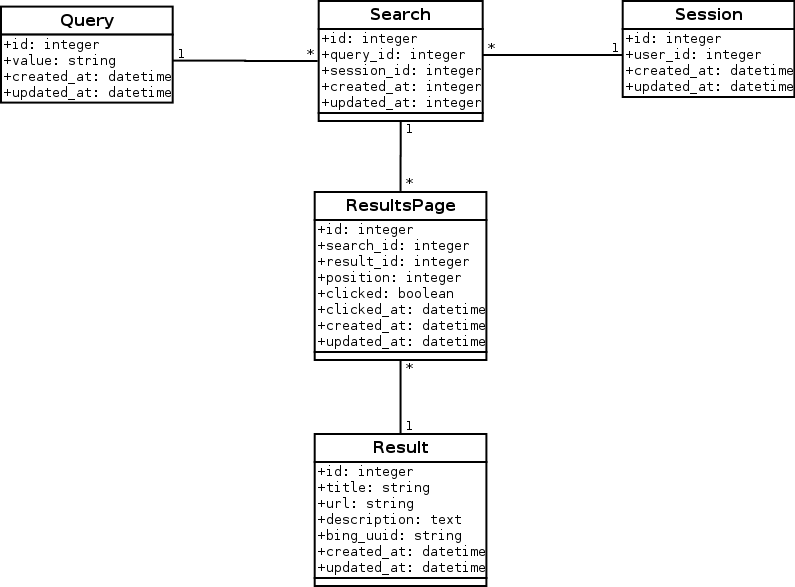 Query
+id: integer
+value: string
+created_at: datetime
+updated_at: datetime
1
*
Search
+id: integer
+query_id: integer
+session_id: integer
+created_at: integer
+updated_at: integer
*
1
Session
+id: integer
+user_id: integer
+created_at: datetime
+updated_at: datetime
1
*
ResultsPage
+id: integer
+search_id: integer
+result_id: integer
+position: integer
+clicked: boolean
+clicked_at: datetime
+created_at: datetime
+updated_at: datetime
*
1
Result
+id: integer
+title: string
+url: string
+description: text
+bing_uuid: string
+created_at: datetime
+updated_at: datetime